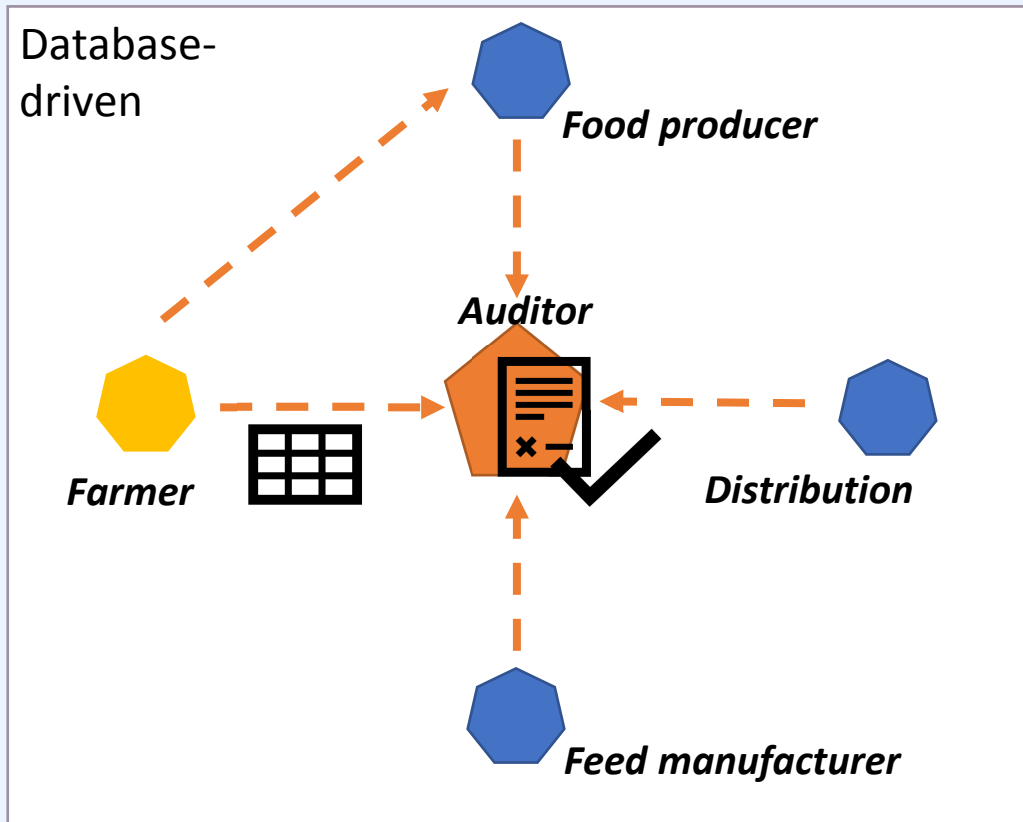 Database-
driven
Food producer
Auditor
Farmer
Distribution
Feed manufacturer